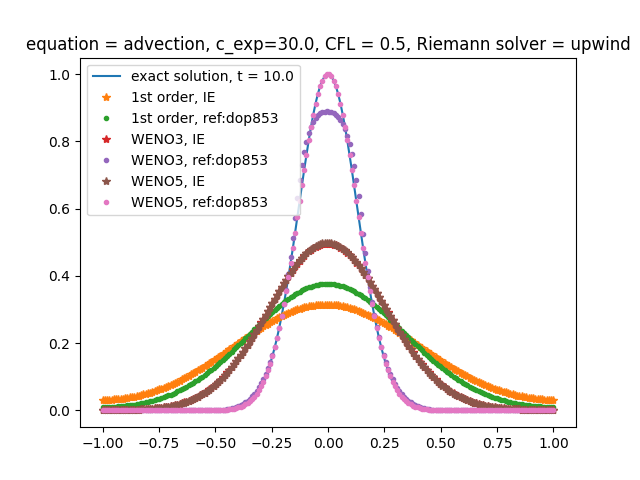 equation = advection, c_exp=30.0, CFL = 0.5, Riemann solver = upwind
exact solution, t = 10.0
1st order, IE
1st order, ref:dop853
WENO3, IE
WENO3, ref:dop853
WENO5, IE
WENO5, ref:dop853
1.0
0.8
0.6
0.4
0.2
0.0
−1.00 −0.75 −0.50 −0.25 0.00 0.25 0.50 0.75 1.00